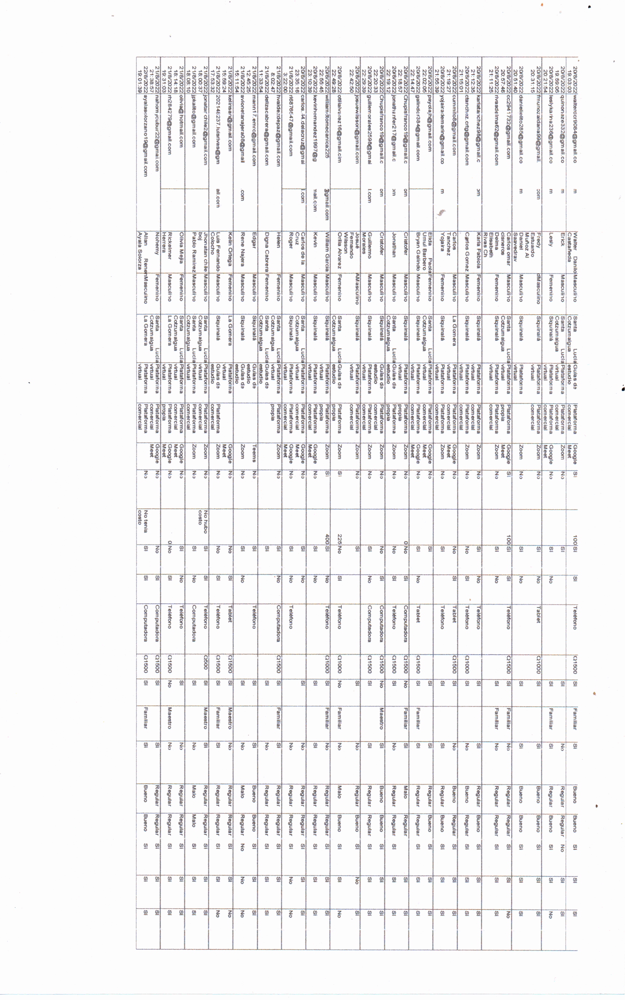 20/8/2022 walterdcr9084@gmail.co m Walter Danilo Masculino Santa Lucia Guias de Plataforma Google Si 100 Si Si Teléfono Q1500 Si Familiar Si Bueno Bueno Si Si Si
19:03:03 Castañeda Cotzumalgua estudio comercial Meet
20/8/2022 quinonaze332@gmail.co m Erick Masculino Santa Lucia Plataforma Plataforma Zoom No Si Si No Regular Regular No Si Si
19:59:05 Cotzumalgua virtual comercial
20/8/2022 leslykarina236@gmail.co m Lesly Femenino Siquinalá Plataforma Plataforma Google No Si No Si Familiar Si Regular Bueno Si Si No
20:21:54 virtual comercial Meet
20/8/2022 fmunozaldana99@gmail. com Fredy Masculino Siquinalá Plataforma Plataforma Zoom No Si No Tablet Q1000 Si Si Bueno Bueno Si Si Si
20:31:15 Estuardo virtual comercial
Muñoz Al
20/8/2022 danielielito285@gmail.co m Daniel Masculino Siquinalá Plataforma Zoom No Si No Si Si Bueno Bueno Si Si Si
20:51:40 Saavedrav virtual
20/8/2022 cc2941732@gmail.com Carlos omar Masculino Santa Lucia Plataforma Plataforma Google Si 100 Si Si Teléfono Q1500 Si Familiar No Regular Regular Si Si No
20:57:46 cisneros Cotzumalgua virtual propia Meet
20/8/2022 rivasdelma62@gmail.com Delma Femenino Siquinalá Plataforma Plataforma Zoom No Si No Si Familiar No Regular Regular Si Si Si
21:11:25 Elisabeth virtual comercial
Rivas Ch
20/8/2022 karlatanchez98@gmail.c om Karla Fabiola Femenino Siquinalá Plataforma Plataforma Zoom No Si No Teléfono Si Si Regular Bueno Si Si Si
21:12:35 virtual comercial
20/8/2022 ctanchez.crtg@gmail.com Carlos Gomez Masculino Siquinalá Plataforma Plataforma Zoom No No Si Teléfono Q1000 Si No Bueno Regular Si Si Si
21:15:01 virtual comercial
20/8/2022 cummito8@gmail.com Carlos Masculino La Gomera Plataforma Plataforma Google No No Si Tablet Q1500 Si No Bueno Regular Si Si Si
21:19:27 Tanchez virtual comercial Meet
20/8/2022 yojairademarin@gmail.co m Yojaira Femenino Siquinalá Plataforma Plataforma Zoom No Si Teléfono Si Si Regular Bueno Si Si Si
21:55:39 virtual comercial
20/8/2022 payolajh@gmail.com Elida Paola Femenino Santa Lucia Plataforma Plataforma Google No Si Si Si Regular Bueno Si Si Si
22:02:05 Umul Barbero Cotzumalgua virtual comercial Meet
20/8/2022 galindcr384@gmail.com Bryan Galindo Masculino Siquinalá Plataforma Plataforma Google No Si No Tablet Q1500 Si Familiar Si Regular Regular Si Si Si
22:14:47 virtual comercial Meet
20/8/2022 Chupisfranco19@gmail.c om Cristofer Masculino Siquinalá Plataforma Plataforma Zoom No 0 No Si Computadora Q1500 No Familiar Si Malo Regular Si Si Si
22:18:57 virtual propia
20/8/2022 jonathanfer217@gmail.c om Jonathan Masculino Santa Lucia Guias de Plataforma Zoom No No Si Teléfono Q1500 Si No Regular Regular Si Si Si
22:19:12 Cotzumalgua estudio propia
20/8/2022 Chupisfranco19@gmail.c om Cristofer Masculino Siquinalá Guias de Plataforma Zoom No No Si Computadora Q1500 No Maestro Si Bueno Bueno Si Si Si
22:20:33 estudio comercial
20/8/2022 guillemorales2598@gmai l.com Guillermo Masculino Siquinalá Plataforma Plataforma Zoom No Si No Computadora Q1500 Si Si Regular Regular Si Si Si
22:29:39 Morales virtual comercial
20/8/2022 josuewilsson@gmail.com Josué AMasculino Siquinalá Plataforma Plataforma Zoom No Si Si No Regular Bueno Si No Si
22:42:50 Fernando virtual comercial
Wilsson
20/8/2022 otilialvarez16@gmail.cim Orilia Alvarez Femenino Santa Lucia Guias de Plataforma Zoom Si 225 No Si Teléfono Q1000 No Familiar No Malo Bueno Si Si No
22:49:28 Cotzumalgua estudio propia
20/8/2022 williamotomecanica225 @gmail.com William Garcia Masculino Siquinalá Plataforma Plataforma Zoom Si 400 Si No Teléfono Q1000 Si Familiar No Regular Regular Si Si Si
22:55:45 virtual propia
20/8/2022 kevinhernandez1997@g mail.com Kevin Masculino Siquinalá Plataforma Plataforma Google No Si No Si Si Regular Regular Si Si Si
23:10:39 virtual comercial Meet
20/8/2022 carlos.44.delacruz@gmai l.com Carlos de la Masculino Santa Lucia Plataforma Plataforma Google No Si No Si No Regular Regular Si Si Si
23:35:16 Cruz Cotzumalgua virtual comercial Meet
21/8/2022 rl6876547@gmail.com Roger Masculino Siquinalá Plataforma Plataforma Google No Si No Teléfono No Regular Regular Si No No
3:22:00 virtual comercial Meet
21/8/2022 hvaldezdepaz@gmail.com Helen Femenino Santa Lucia Plataforma Plataforma Zoom No Si No Computadora Q1500 Si Familiar Si Regular Regular Si Si Si
8:02:47 Cotzumalgua virtual propia
21/8/2022 delizacabrera@gmail.com Digna Cabrera Femenino Santa Lucia Guias de Si Si No Regular Regular Si Si Si
11:33:54 Cotzumalgua estudio
21/8/2022 mann17.emrc@gmail.com Edgar Masculino Siquinalá Guias de Teems No Si Teléfono Si Si Bueno Bueno Si Si Si
12:45:25 estudio
21/8/2022 avionetanajera08@gmail .com Rene Najera Masculino Siquinalá Guias de Zoom No Si No Si No Malo Regular No No No
15:11:54 estudio
21/8/2022 kelinsan@gmail.com Kelin Ortega Femenino La Gomera Plataforma Google No No Si Tablet Q1500 Si Maestro No Regular Regular Si Si No
15:59:24 virtual Meet
21/8/2022 202148237.luisrivas@gm ail.com Luis Fernando Masculino Siquinalá Guias de Plataforma Zoom No No Si Teléfono Q1500 Si Familiar Si Regular Regular Si Si No
17:53:32 Colocho estudio comercial
21/8/2022 jonatarchile2@gmail.com Jhonatan chile Masculino Santa Lucia Plataforma Plataforma Zoom No No hubo Si Si Teléfono Q500 Si Maestro Si Regular Regular Si Si Si
18:00:37 boj Cotzumalgua virtual comercial costo
21/8/2022 jpkalito@gmail.com Pablo Ramirez Masculino Santa Lucia Plataforma Plataforma Zoom No Si No Computadora Si No Malo Malo Si Si Si
18:08:10 Cotzumalgua virtual comercial
21/8/2022 olivia@hotmail.com Olivia Mejia Femenino Santa Lucia Plataforma Plataforma Google No Si No Teléfono Si No Regular Regular Si Si Si
18:14:18 Cotzumalgua virtual comercial Meet
21/8/2022 rh284279@gmail.com Rickelmer Masculino La Gomera Plataforma Plataforma Google No 0 No Si Teléfono Q1500 No Maestro No Regular Regular Si Si Si
19:31:03 Herrera virtual propia Meet
21/8/2022 nahomycubur22@gmai.com Nohemy Femenino Santa Lucia Plataforma Plataforma Google No No Si Computadora Q1500 Si Si Regular Regular Si Si Si
21:38:57 Cotzumalgua virtual comercial Meet
22/8/2022 ayalasolorzano19@gmail.com Allan Renen Masculino La Gomera Plataforma Plataforma No No tenia Si Si Computadora Q1500 Si Familiar Si Bueno Bueno Si Si Si
19:01:39 Ayala Solorza virtual comercial costo